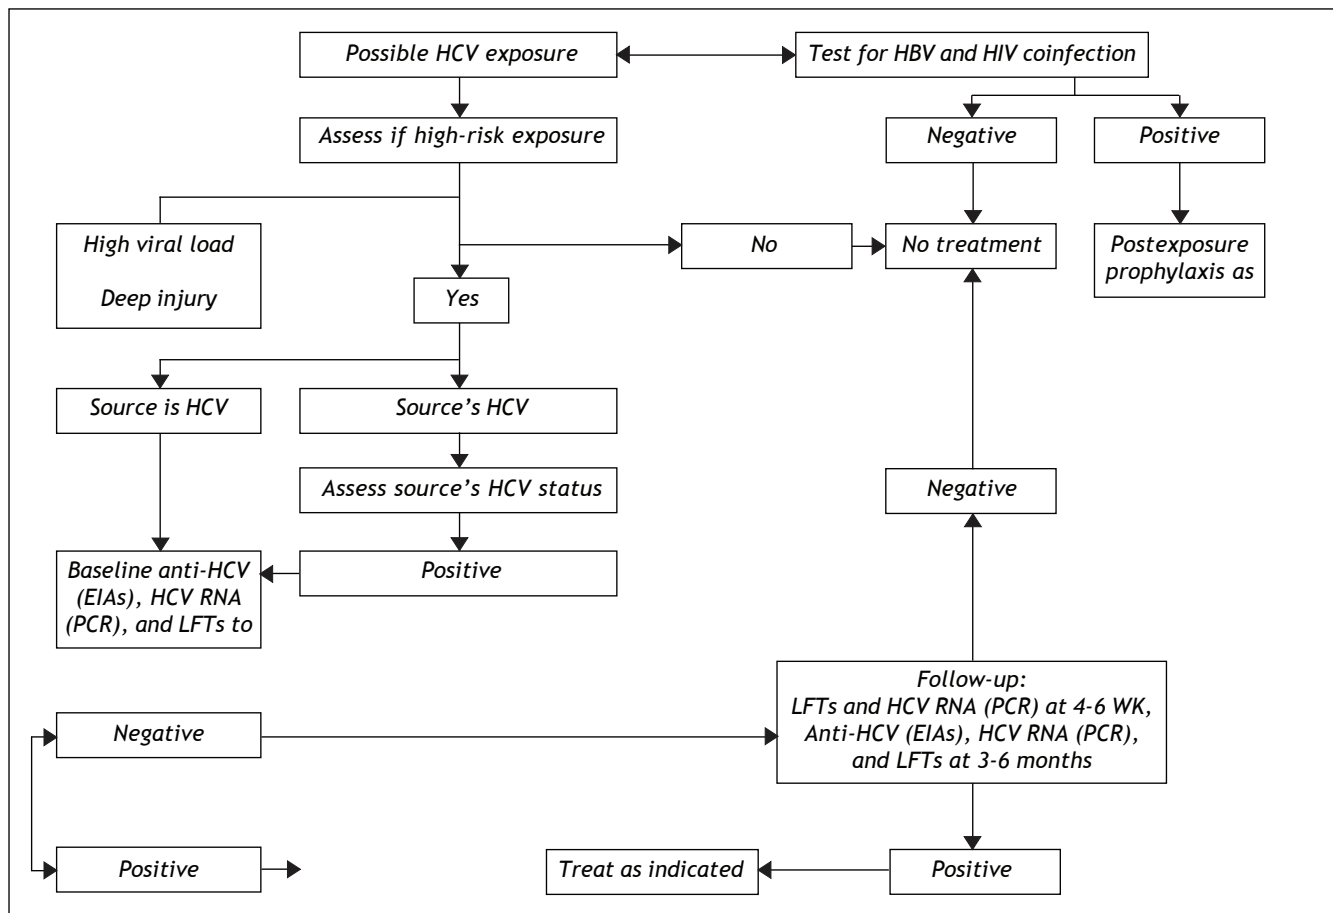 Possible HCV exposure
Test for HBV and HIV coinfection
Assess if high-risk exposure
Negative
Positive
High viral load
Deep injury
No
No treatment
Postexposure
prophylaxis as
Yes
Source is HCV
Source’s HCV
Assess source’s HCV status
Negative
Baseline anti-HCV
(EIAs), HCV RNA
(PCR), and LFTs to
Positive
Follow-up:
LFTs and HCV RNA (PCR) at 4-6 WK,
Anti-HCV (EIAs), HCV RNA (PCR),
and LFTs at 3-6 months
Negative
Positive
Treat as indicated
Positive